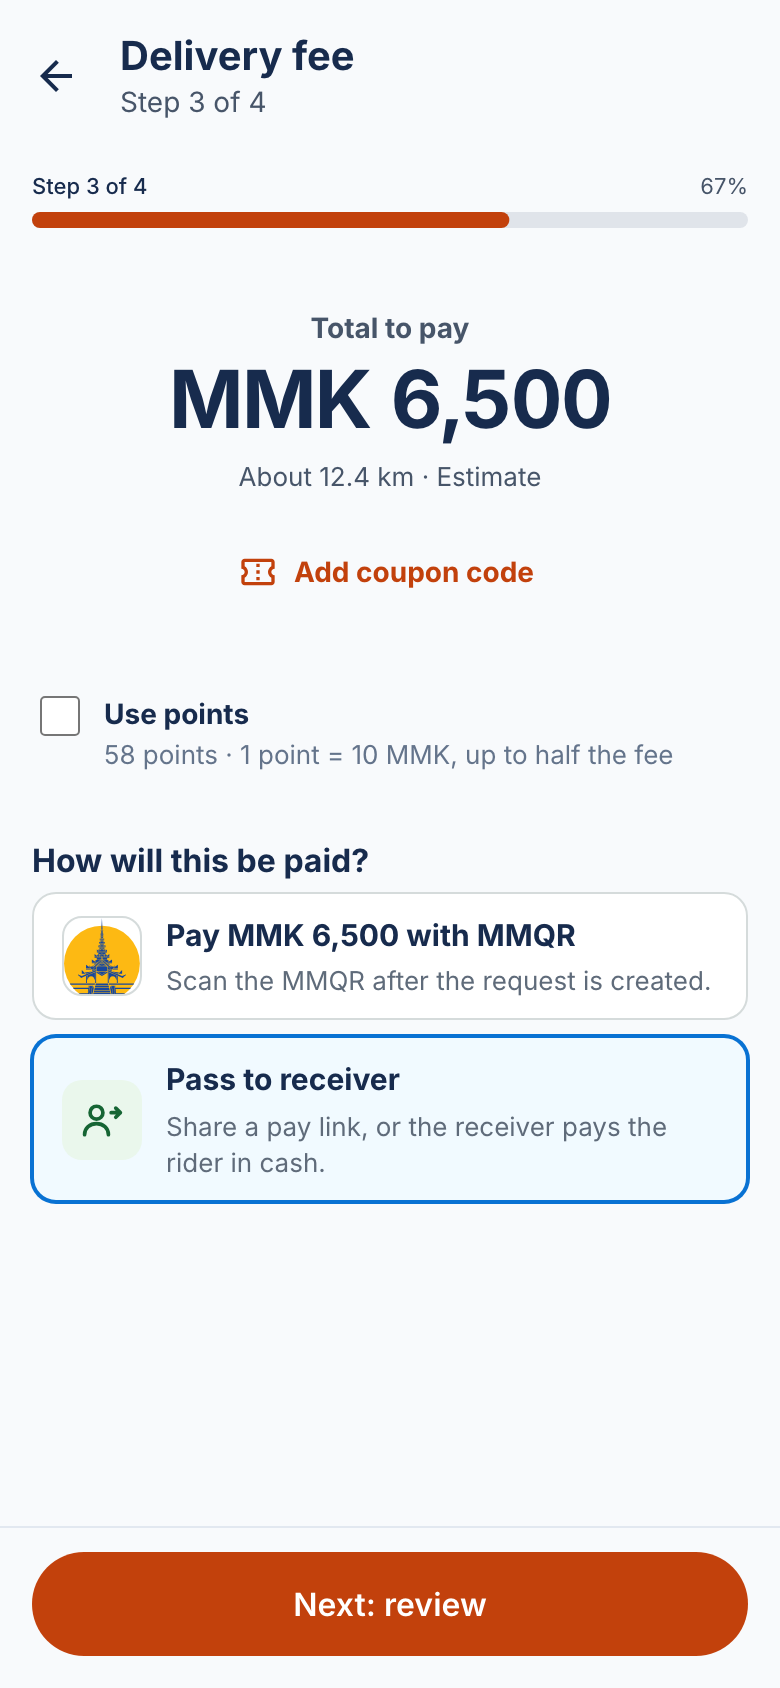 Delivery fee
Step 3 of 4
Step 3 of 4
67%
Total to pay
MMK 6,500
About 12.4 km · Estimate
Add coupon code
Use points
58 points · 1 point = 10 MMK, up to half the fee
How will this be paid?
Pay MMK 6,500 with MMQR
Scan the MMQR after the request is created.
Pass to receiver
Share a pay link, or the receiver pays the
rider in cash.
Next: review